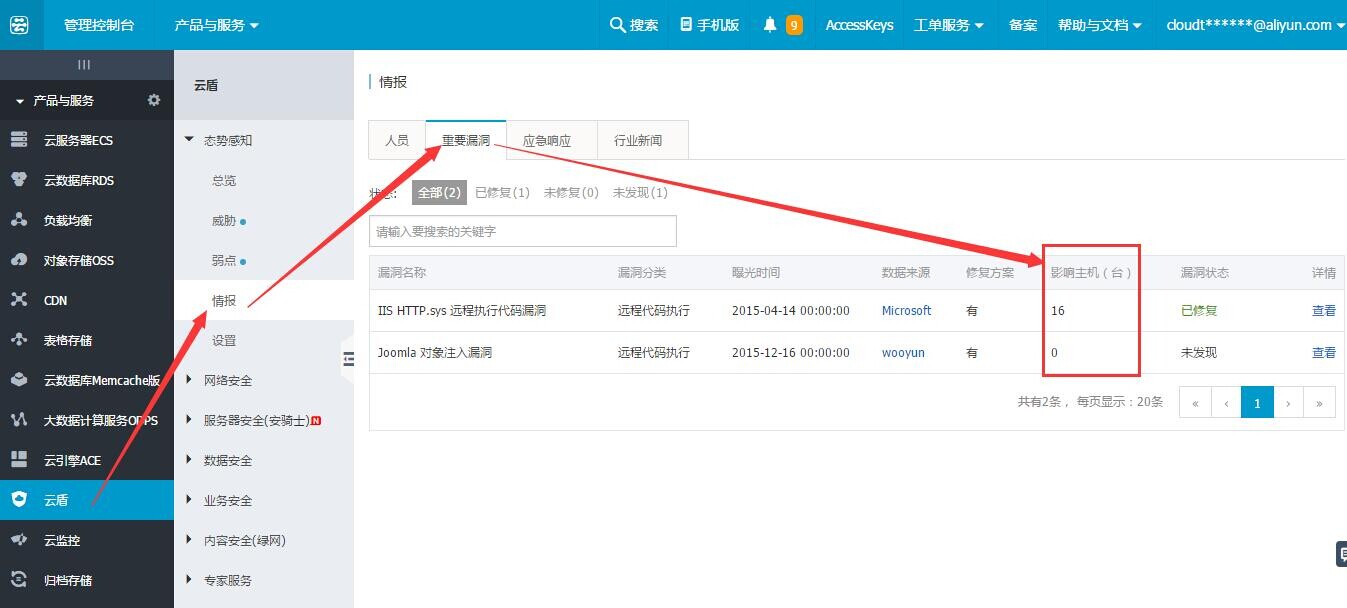 管理控制台 产品与服务 搜索 手机版 9 AccessKeys 工单服务 备案 帮助与文档 cloudt******@aliyun.com
产品与服务
云服务器ECS
云数据库RDS
负载均衡
对象存储OSS
CDN
表格存储
云数据库Memcache版
大数据计算服务ODPS
云引擎ACE
云盾
云监控
归档存储
云盾
态势感知
总览
威胁
弱点
情报
设置
网络安全
服务器安全(安骑士) N
数据安全
业务安全
内容安全(绿网)
专家服务
情报
人员 重要漏洞 应急响应 行业新闻
状态: 全部(2) 已修复(1) 未修复(0) 未发现(1)
请输入要搜索的关键字
漏洞名称 漏洞分类 曝光时间 数据来源 修复方案 影响主机（台） 漏洞状态 详情
IIS HTTP.sys 远程执行代码漏洞 远程代码执行 2015-04-14 00:00:00 Microsoft 有 16 已修复 查看
Joomla 对象注入漏洞 远程代码执行 2015-12-16 00:00:00 wooyun 有 0 未发现 查看
共有2条， 每页显示：20条 « ‹ 1 › »